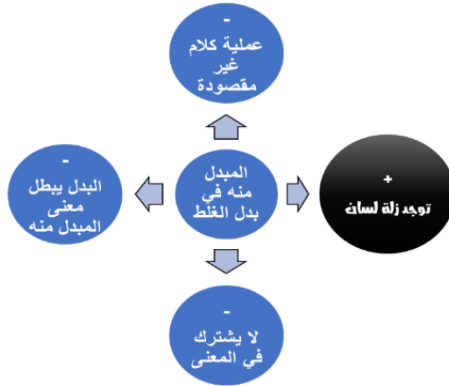 -
عملية كلام
غير
مقصودة
المبدل
منه في
بدل الغلط
+
توجد زلة لسان
-
البدل يبطل
معنى
المبدل منه
-
لا يشترك
في المعنى